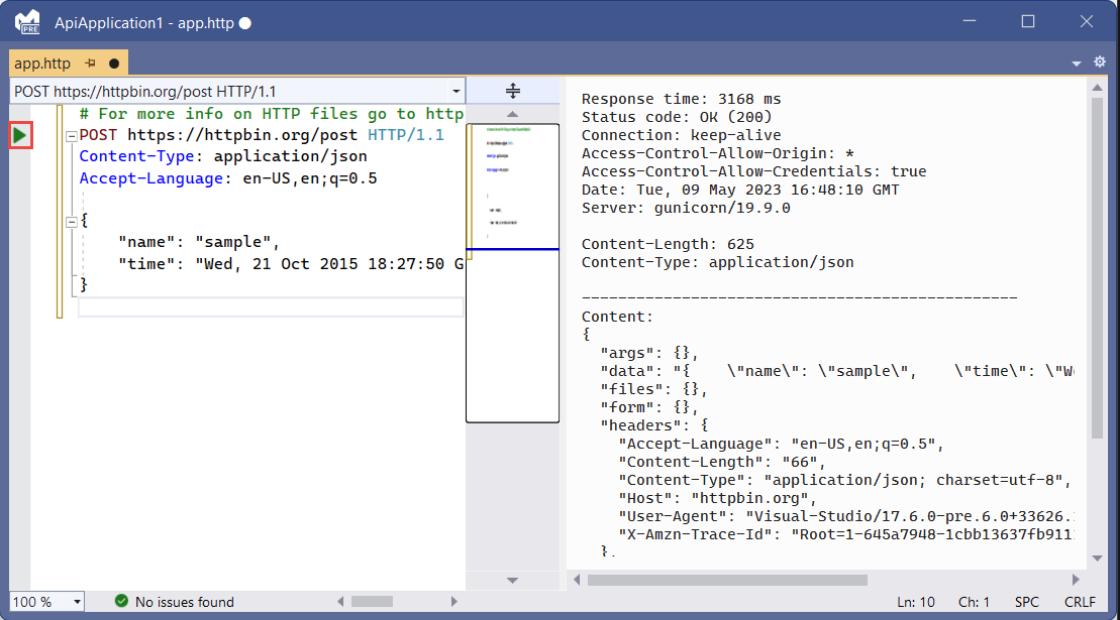 PRE
ApiApplication1 - app.http
app.http
POST https://httpbin.org/post HTTP/1.1
# For more info on HTTP files go to http
POST https://httpbin.org/post HTTP/1.1
Content-Type: application/json
Accept-Language: en-US,en;q=0.5
{
"name": "sample",
"time": "Wed, 21 Oct 2015 18:27:50 G
}
Response time: 3168 ms
Status code: OK (200)
Connection: keep-alive
Access-Control-Allow-Origin: *
Access-Control-Allow-Credentials: true
Date: Tue, 09 May 2023 16:48:10 GMT
Server: gunicorn/19.9.0
Content-Length: 625
Content-Type: application/json
------------------------------------------------
Content:
{
"args": {},
"data": "{    \"name\": \"sample\",    \"time\": \"We
"files": {},
"form": {},
"headers": {
"Accept-Language": "en-US,en;q=0.5",
"Content-Length": "66",
"Content-Type": "application/json; charset=utf-8",
"Host": "httpbin.org",
"User-Agent": "Visual-Studio/17.6.0-pre.6.0+33626.
"X-Amzn-Trace-Id": "Root=1-645a7948-1cbb13637fb911
},
100 %
No issues found
Ln: 10
Ch: 1
SPC
CRLF